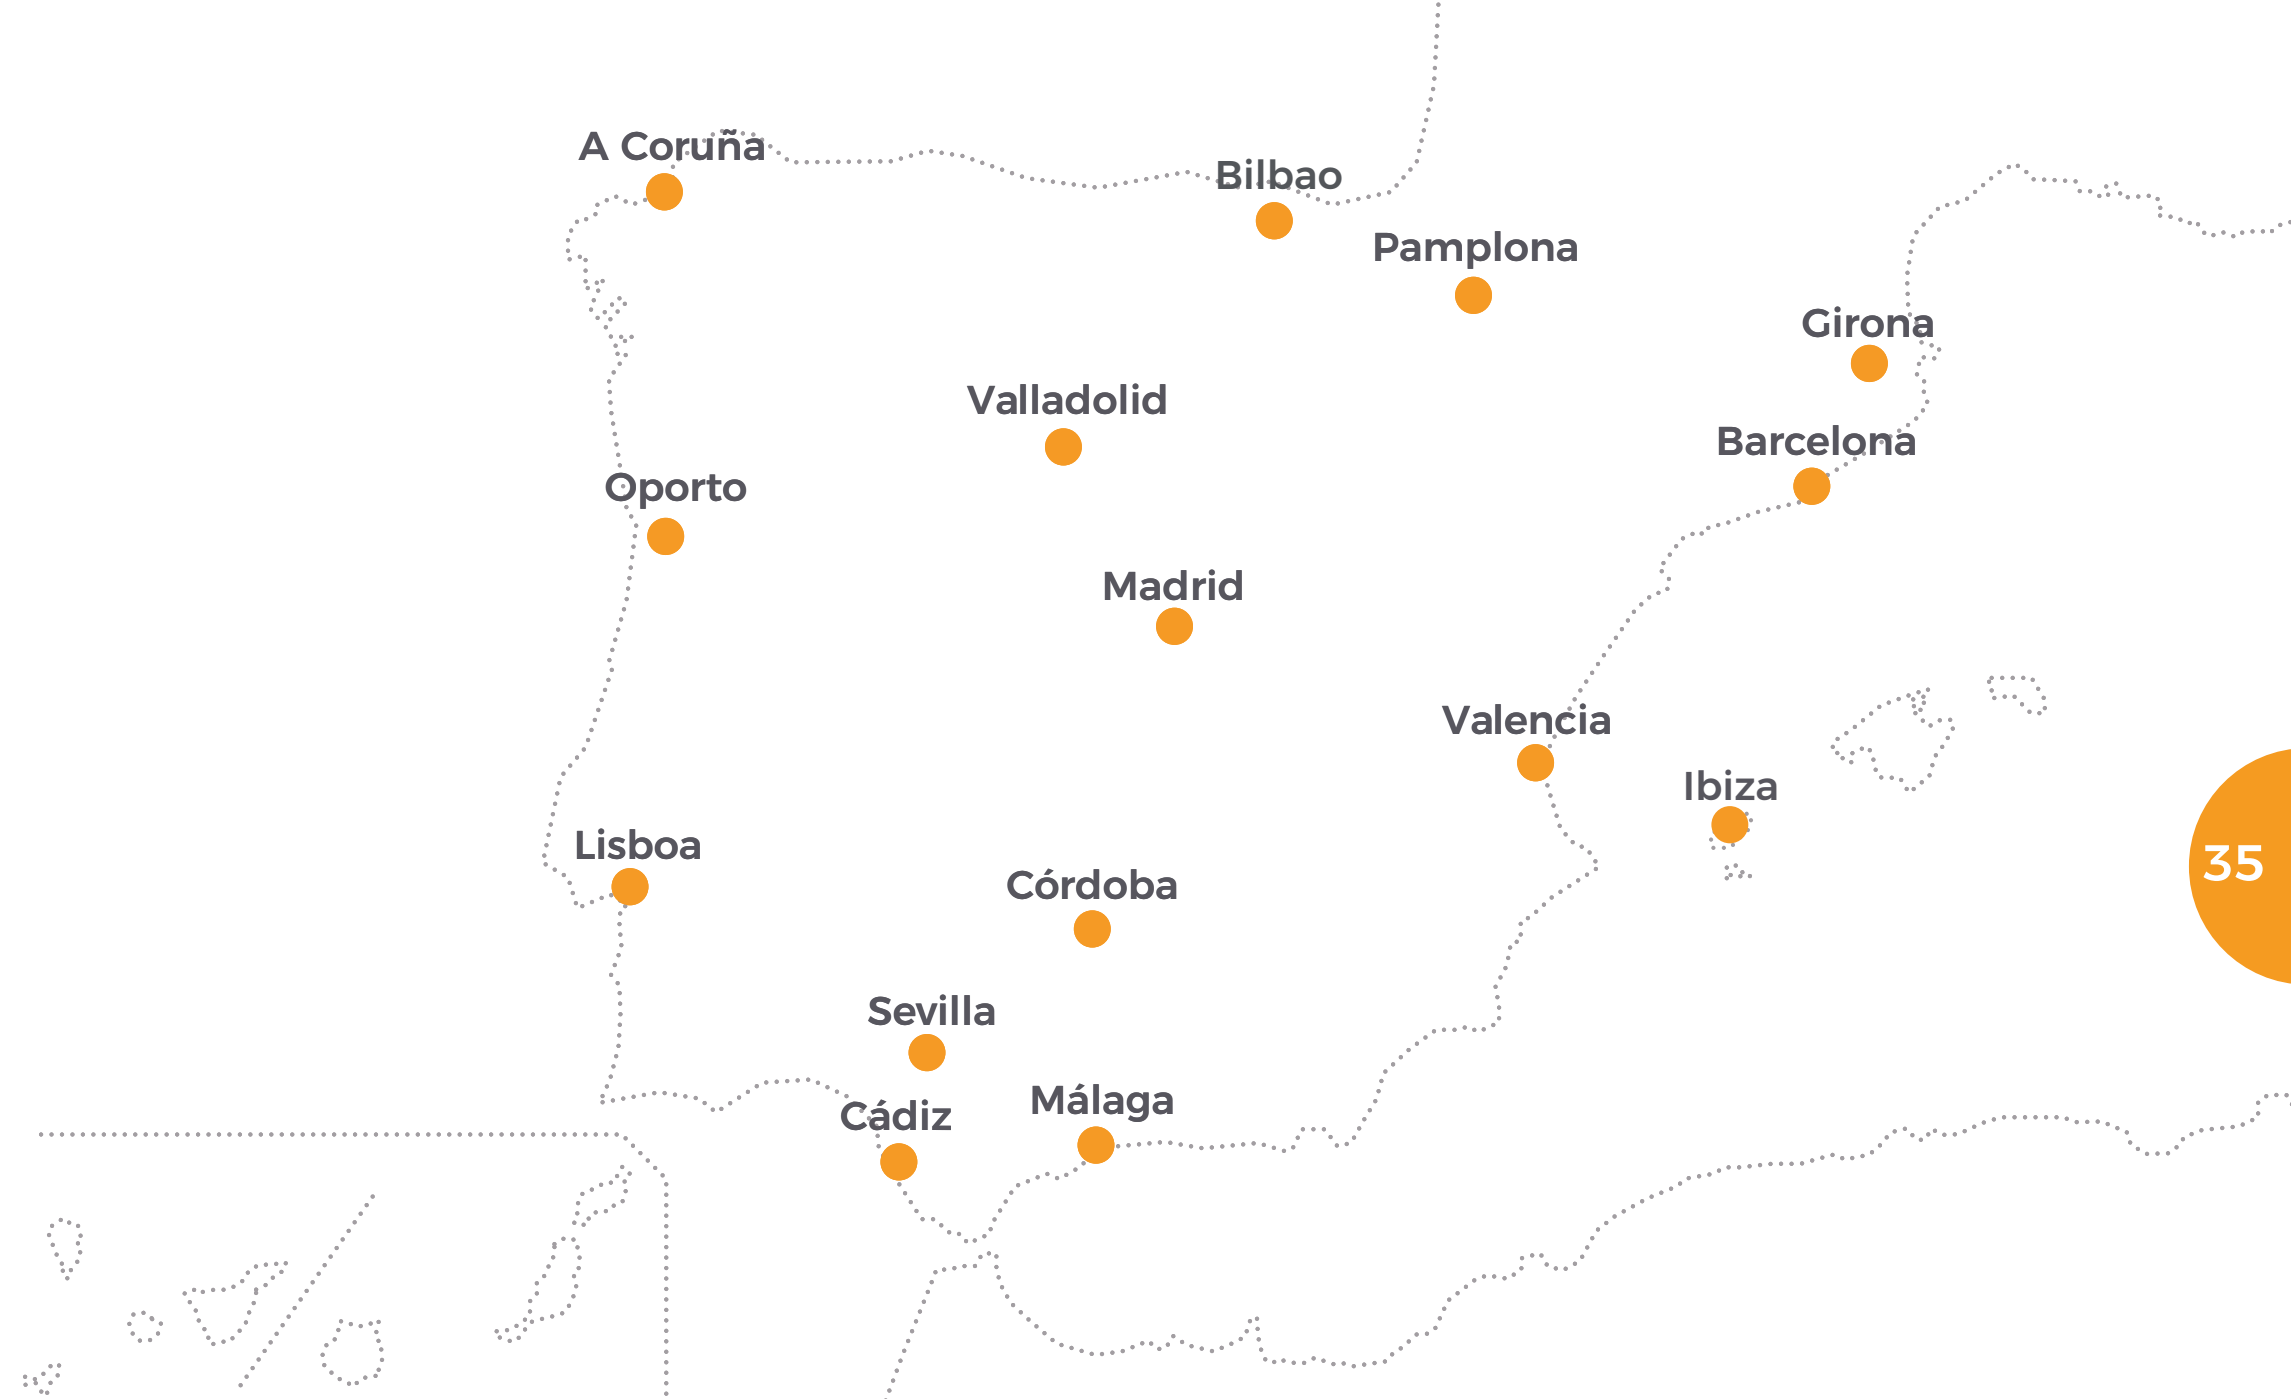 A Coruña
Bilbao
Pamplona
Girona
Valladolid
Barcelona
Oporto
Madrid
Valencia
Ibiza
Lisboa
35
Córdoba
Sevilla
Málaga
Cádiz